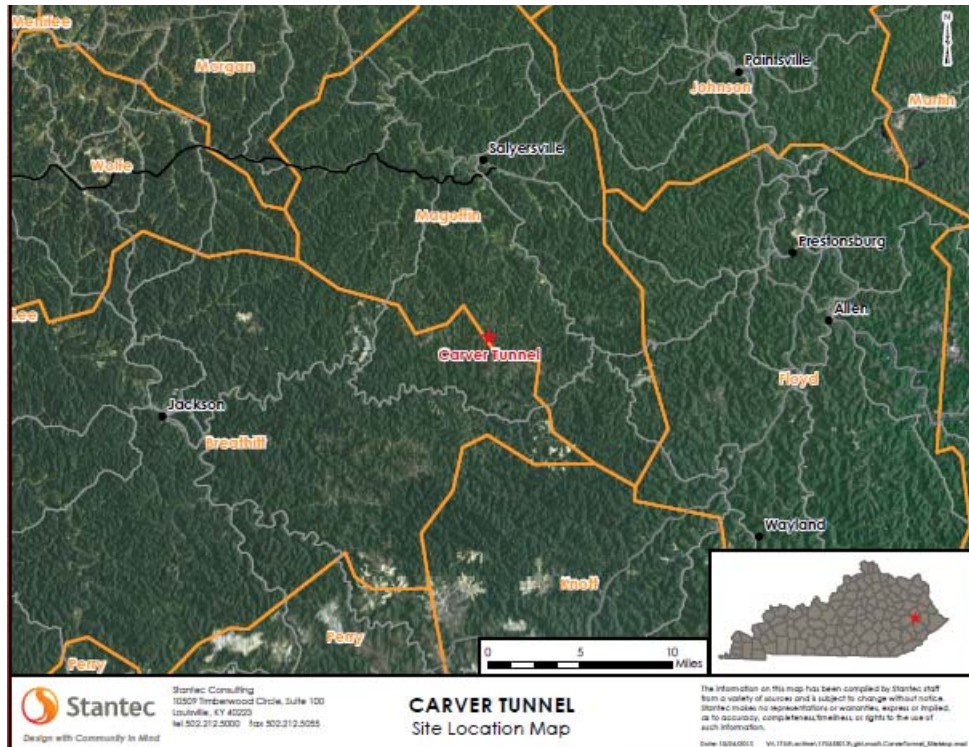 Menifee
Morgan
N
Paintsville
Johnson
Martin
Wolfe
Salyersville
Magoffin
Prestonsburg
Lee
Allen
Carver Tunnel
Floyd
Jackson
Breathitt
Wayland
Knott
Perry
Perry
0 5 10
Miles
Stantec
Design with Community in Mind
Stantec Consulting
10509 Timberwood Circle, Suite 100
Louisville, KY 40223
tel 502.212.5000 fax 502.212.5055
CARVER TUNNEL
Site Location Map
The information on this map has been compiled by Stantec staff
from a variety of sources and is subject to change without notice.
Stantec makes no representations or warranties, express or implied,
as to accuracy, completeness, timeliness, or rights to the use of
such information.
Date: